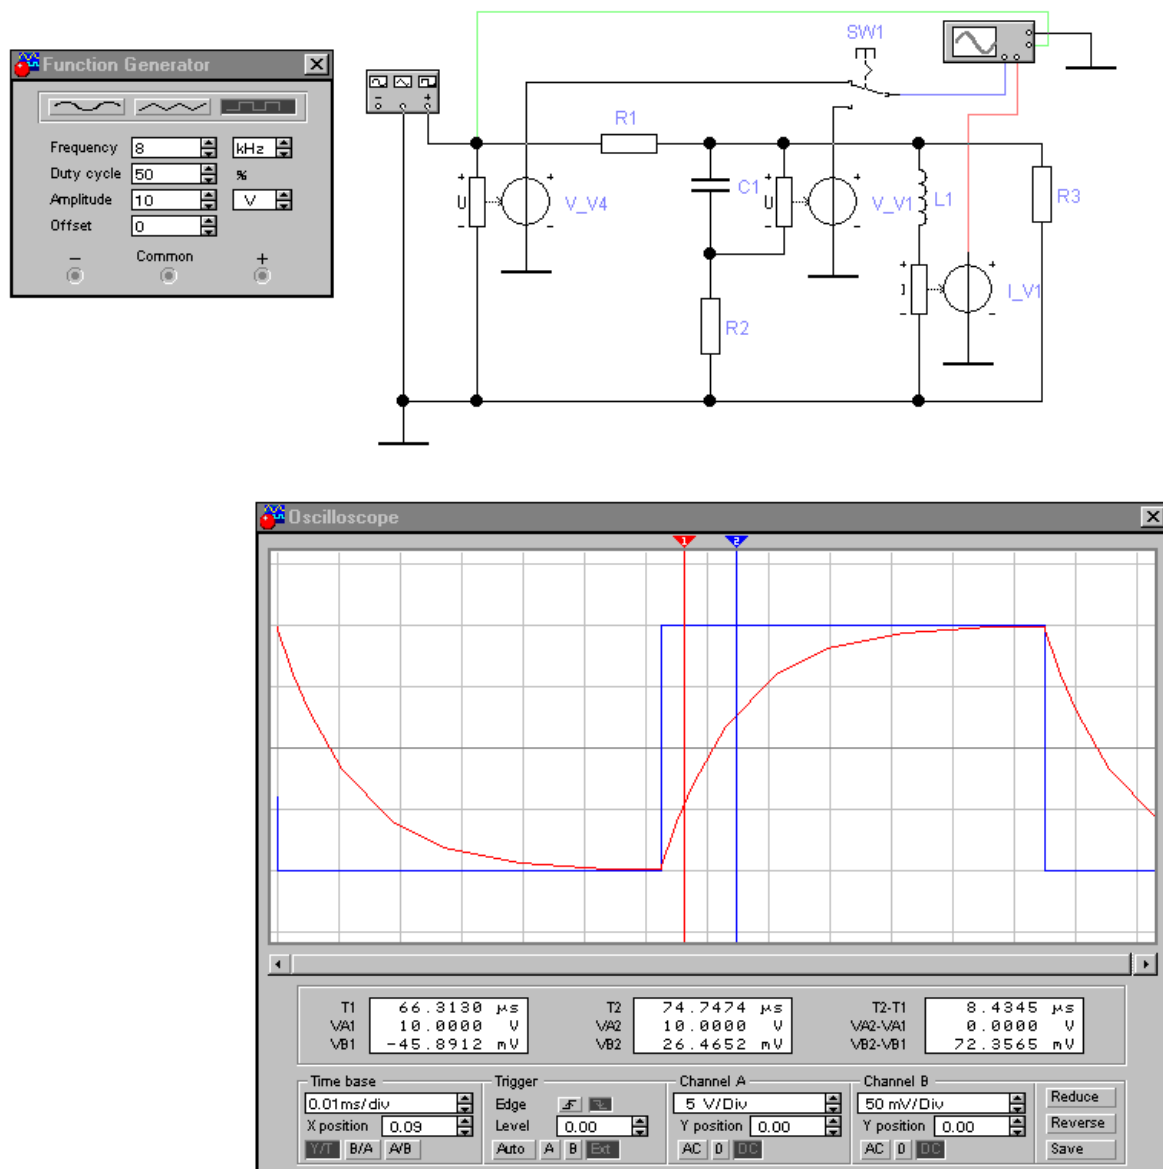 SW1
Function Generator
R1
Frequency 8 kHz
Duty cycle 50 %
Amplitude 10 V
Offset 0
− Common +
− +
+ U − + − V_V4
C1
+ U − + − V_V1
L1
R3
+ I − + − I_V1
R2
Oscilloscope
1 2
T1 66.3130 µs
VA1 10.0000 V
VB1 -45.8912 mV
T2 74.7474 µs
VA2 10.0000 V
VB2 26.4652 mV
T2-T1 8.4345 µs
VA2-VA1 0.0000 V
VB2-VB1 72.3565 mV
Time base
0.01ms/div
X position 0.09
Y/T B/A A/B
Trigger
Edge
Level 0.00
Auto A B Ext
Channel A
5 V/Div
Y position 0.00
AC 0 DC
Channel B
50 mV/Div
Y position 0.00
AC 0 DC
Reduce
Reverse
Save